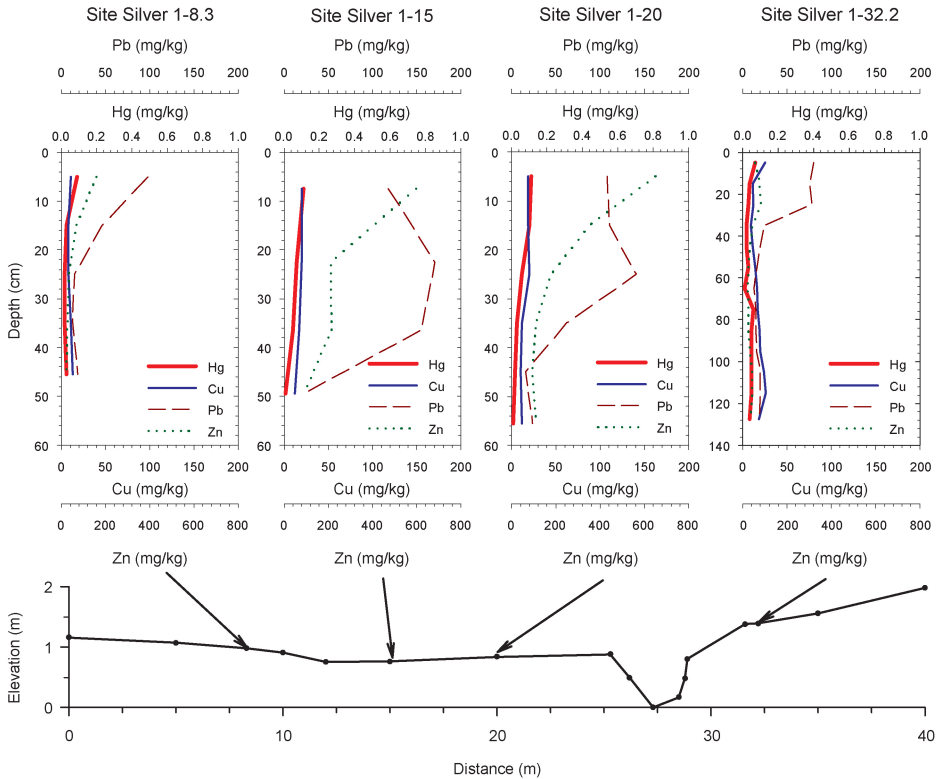 Site Silver 1-8.3 Site Silver 1-15 Site Silver 1-20 Site Silver 1-32.2
Pb (mg/kg) Pb (mg/kg) Pb (mg/kg) Pb (mg/kg)
0 50 100 150 200 0 50 100 150 200 0 50 100 150 200 0 50 100 150 200
Hg (mg/kg) Hg (mg/kg) Hg (mg/kg) Hg (mg/kg)
0.0 0.2 0.4 0.6 0.8 1.0 0.0 0.2 0.4 0.6 0.8 1.0 0.0 0.2 0.4 0.6 0.8 1.0 0.0 0.2 0.4 0.6 0.8 1.0
Depth (cm)
0 0 0 0
10 10 10 20
20 20 20 40
30 30 30 60
40 40 40 80
50 50 50 100
60 60 60 120
140
Hg Hg Hg Hg
Cu Cu Cu Cu
Pb Pb Pb Pb
Zn Zn Zn Zn
0 50 100 150 200 0 50 100 150 200 0 50 100 150 200 0 50 100 150 200
Cu (mg/kg) Cu (mg/kg) Cu (mg/kg) Cu (mg/kg)
0 200 400 600 800 0 200 400 600 800 0 200 400 600 800 0 200 400 600 800
Zn (mg/kg) Zn (mg/kg) Zn (mg/kg) Zn (mg/kg)
Elevation (m)
2
1
0
0 10 20 30 40
Distance (m)